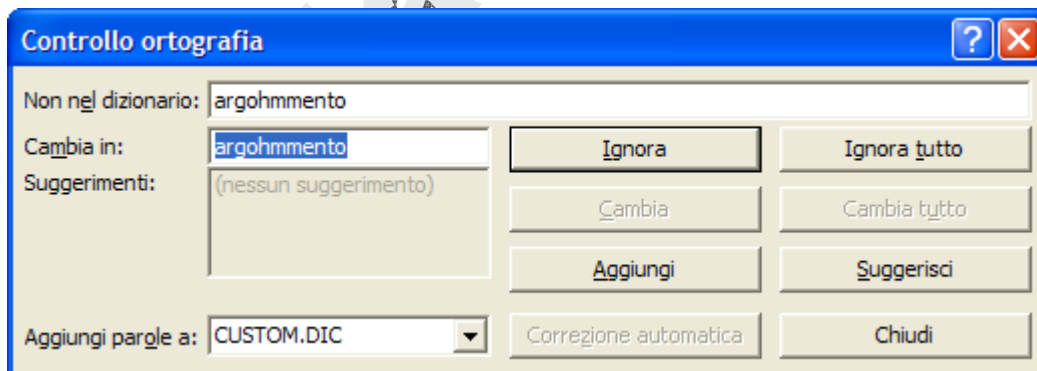 Controllo ortografia
Non nel dizionario: argohmmento
Cambia in: argohmmento Ignora Ignora tutto
Suggerimenti: (nessun suggerimento)
Cambia Cambia tutto
Aggiungi Suggerisci
Aggiungi parole a: CUSTOM.DIC Correzione automatica Chiudi